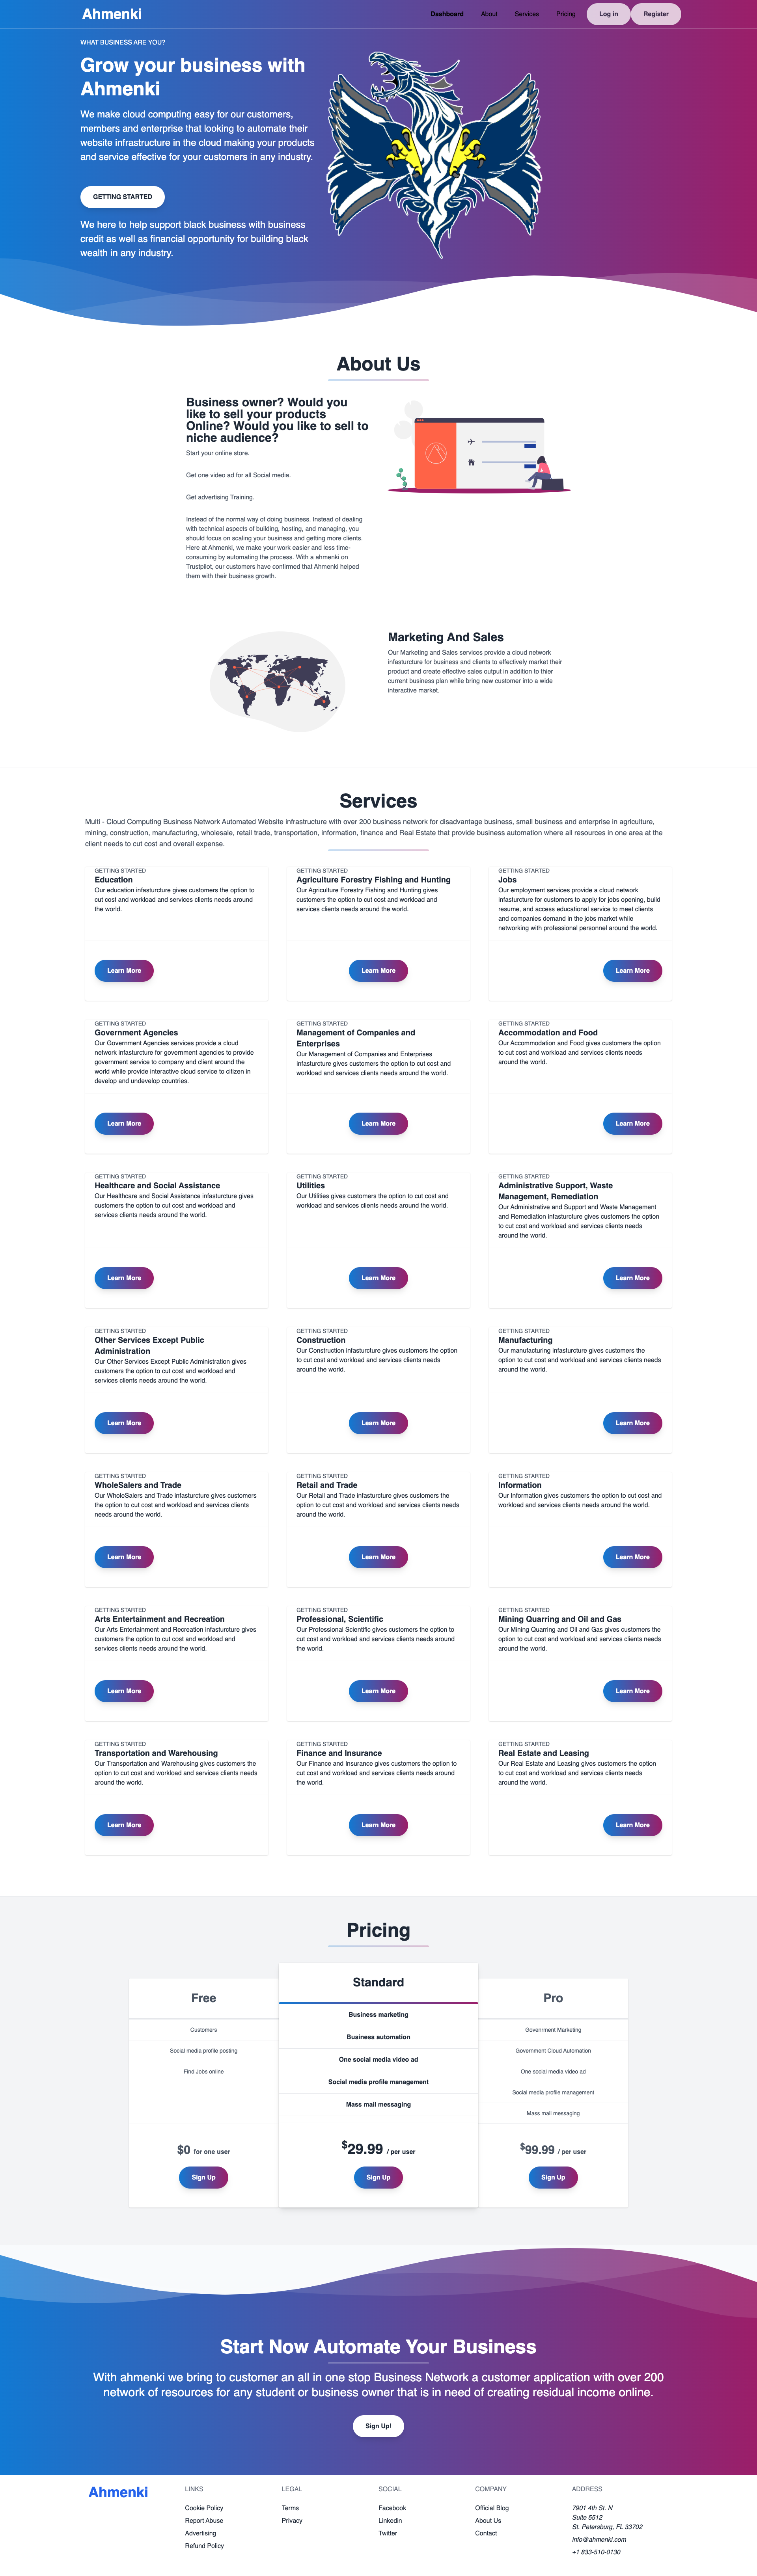 Ahmenki
Dashboard
About
Services
Pricing
Log in
Register
WHAT BUSINESS ARE YOU?
Grow your business with
Ahmenki
We make cloud computing easy for our customers,
members and enterprise that looking to automate their
website infrastructure in the cloud making your products
and service effective for your customers in any industry.
GETTING STARTED
We here to help support black business with business
credit as well as financial opportunity for building black
wealth in any industry.
About Us
Business owner? Would you
like to sell your products
Online? Would you like to sell to
niche audience?
Start your online store.
Get one video ad for all Social media.
Get advertising Training.
Instead of the normal way of doing business. Instead of dealing
with technical aspects of building, hosting, and managing, you
should focus on scaling your business and getting more clients.
Here at Ahmenki, we make your work easier and less time-
consuming by automating the process. With a ahmenki on
Trustpilot, our customers have confirmed that Ahmenki helped
them with their business growth.
Marketing And Sales
Our Marketing and Sales services provide a cloud network
infasturcture for business and clients to effectively market their
product and create effective sales output in addition to thier
current business plan while bring new customer into a wide
interactive market.
Services
Multi - Cloud Computing Business Network Automated Website infrastructure with over 200 business network for disadvantage business, small business and enterprise in agriculture,
mining, construction, manufacturing, wholesale, retail trade, transportation, information, finance and Real Estate that provide business automation where all resources in one area at the
client needs to cut cost and overall expense.
GETTING STARTED
Education
Our education infasturcture gives customers the option to
cut cost and workload and services clients needs around
the world.
Learn More
GETTING STARTED
Agriculture Forestry Fishing and Hunting
Our Agriculture Forestry Fishing and Hunting gives
customers the option to cut cost and workload and
services clients needs around the world.
Learn More
GETTING STARTED
Jobs
Our employment services provide a cloud network
infasturcture for customers to apply for jobs opening, build
resume, and access educational service to meet clients
and companies demand in the jobs market while
networking with professional personnel around the world.
Learn More
GETTING STARTED
Government Agencies
Our Government Agencies services provide a cloud
network infasturcture for government agencies to provide
government service to company and client around the
world while provide interactive cloud service to citizen in
develop and undevelop countries.
Learn More
GETTING STARTED
Management of Companies and
Enterprises
Our Management of Companies and Enterprises
infasturcture gives customers the option to cut cost and
workload and services clients needs around the world.
Learn More
GETTING STARTED
Accommodation and Food
Our Accommodation and Food gives customers the option
to cut cost and workload and services clients needs
around the world.
Learn More
GETTING STARTED
Healthcare and Social Assistance
Our Healthcare and Social Assistance infasturcture gives
customers the option to cut cost and workload and
services clients needs around the world.
Learn More
GETTING STARTED
Utilities
Our Utilities gives customers the option to cut cost and
workload and services clients needs around the world.
Learn More
GETTING STARTED
Administrative Support, Waste
Management, Remediation
Our Administrative and Support and Waste Management
and Remediation infasturcture gives customers the option
to cut cost and workload and services clients needs
around the world.
Learn More
GETTING STARTED
Other Services Except Public
Administration
Our Other Services Except Public Administration gives
customers the option to cut cost and workload and
services clients needs around the world.
Learn More
GETTING STARTED
Construction
Our Construction infasturcture gives customers the option
to cut cost and workload and services clients needs
around the world.
Learn More
GETTING STARTED
Manufacturing
Our manufacturing infasturcture gives customers the
option to cut cost and workload and services clients needs
around the world.
Learn More
GETTING STARTED
WholeSalers and Trade
Our WholeSalers and Trade infasturcture gives customers
the option to cut cost and workload and services clients
needs around the world.
Learn More
GETTING STARTED
Retail and Trade
Our Retail and Trade infasturcture gives customers the
option to cut cost and workload and services clients needs
around the world.
Learn More
GETTING STARTED
Information
Our Information gives customers the option to cut cost and
workload and services clients needs around the world.
Learn More
GETTING STARTED
Arts Entertainment and Recreation
Our Arts Entertainment and Recreation infasturcture gives
customers the option to cut cost and workload and
services clients needs around the world.
Learn More
GETTING STARTED
Professional, Scientific
Our Professional Scientific gives customers the option to
cut cost and workload and services clients needs around
the world.
Learn More
GETTING STARTED
Mining Quarring and Oil and Gas
Our Mining Quarring and Oil and Gas gives customers the
option to cut cost and workload and services clients needs
around the world.
Learn More
GETTING STARTED
Transportation and Warehousing
Our Transportation and Warehousing gives customers the
option to cut cost and workload and services clients needs
around the world.
Learn More
GETTING STARTED
Finance and Insurance
Our Finance and Insurance gives customers the option to
cut cost and workload and services clients needs around
the world.
Learn More
GETTING STARTED
Real Estate and Leasing
Our Real Estate and Leasing gives customers the option
to cut cost and workload and services clients needs
around the world.
Learn More
Pricing
Free
Customers
Social media profile posting
Find Jobs online
$0 for one user
Sign Up
Standard
Business marketing
Business automation
One social media video ad
Social media profile management
Mass mail messaging
$29.99 / per user
Sign Up
Pro
Govenrment Marketing
Government Cloud Automation
One social media video ad
Social media profile management
Mass mail messaging
$99.99 / per user
Sign Up
Start Now Automate Your Business
With ahmenki we bring to customer an all in one stop Business Network a customer application with over 200
network of resources for any student or business owner that is in need of creating residual income online.
Sign Up!
Ahmenki
LINKS
Cookie Policy
Report Abuse
Advertising
Refund Policy
LEGAL
Terms
Privacy
SOCIAL
Facebook
Linkedin
Twitter
COMPANY
Official Blog
About Us
Contact
ADDRESS
7901 4th St. N
Suite 5512
St. Petersburg, FL 33702
info@ahmenki.com
+1 833-510-0130